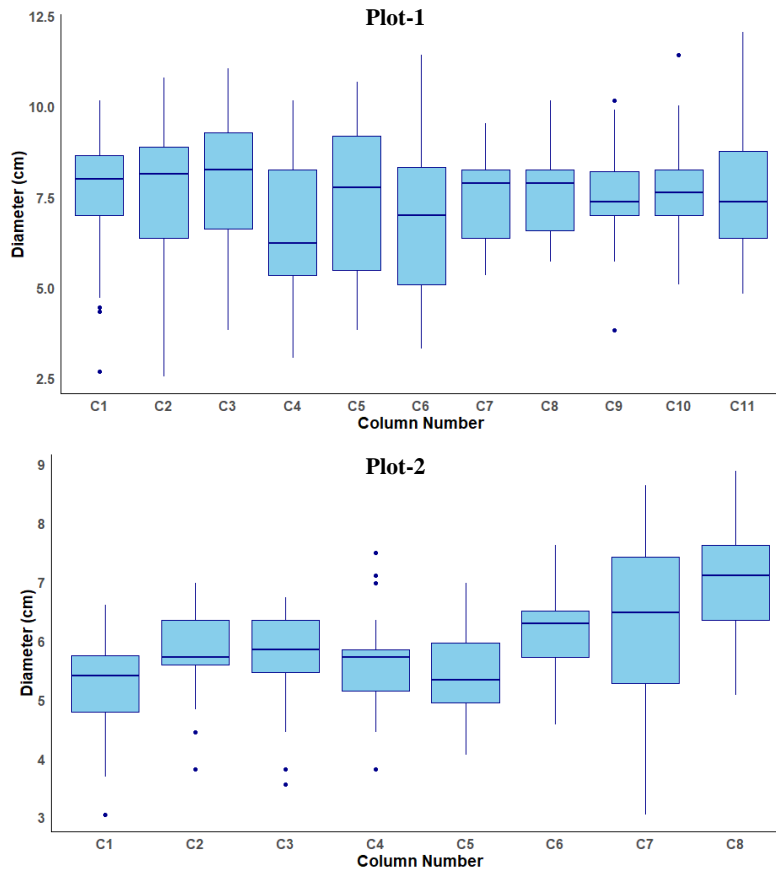 Plot-1
12.5
10.0
7.5
5.0
2.5
Diameter (cm)
C1 C2 C3 C4 C5 C6 C7 C8 C9 C10 C11
Column Number
Plot-2
9
8
7
6
5
4
3
Diameter (cm)
C1 C2 C3 C4 C5 C6 C7 C8
Column Number